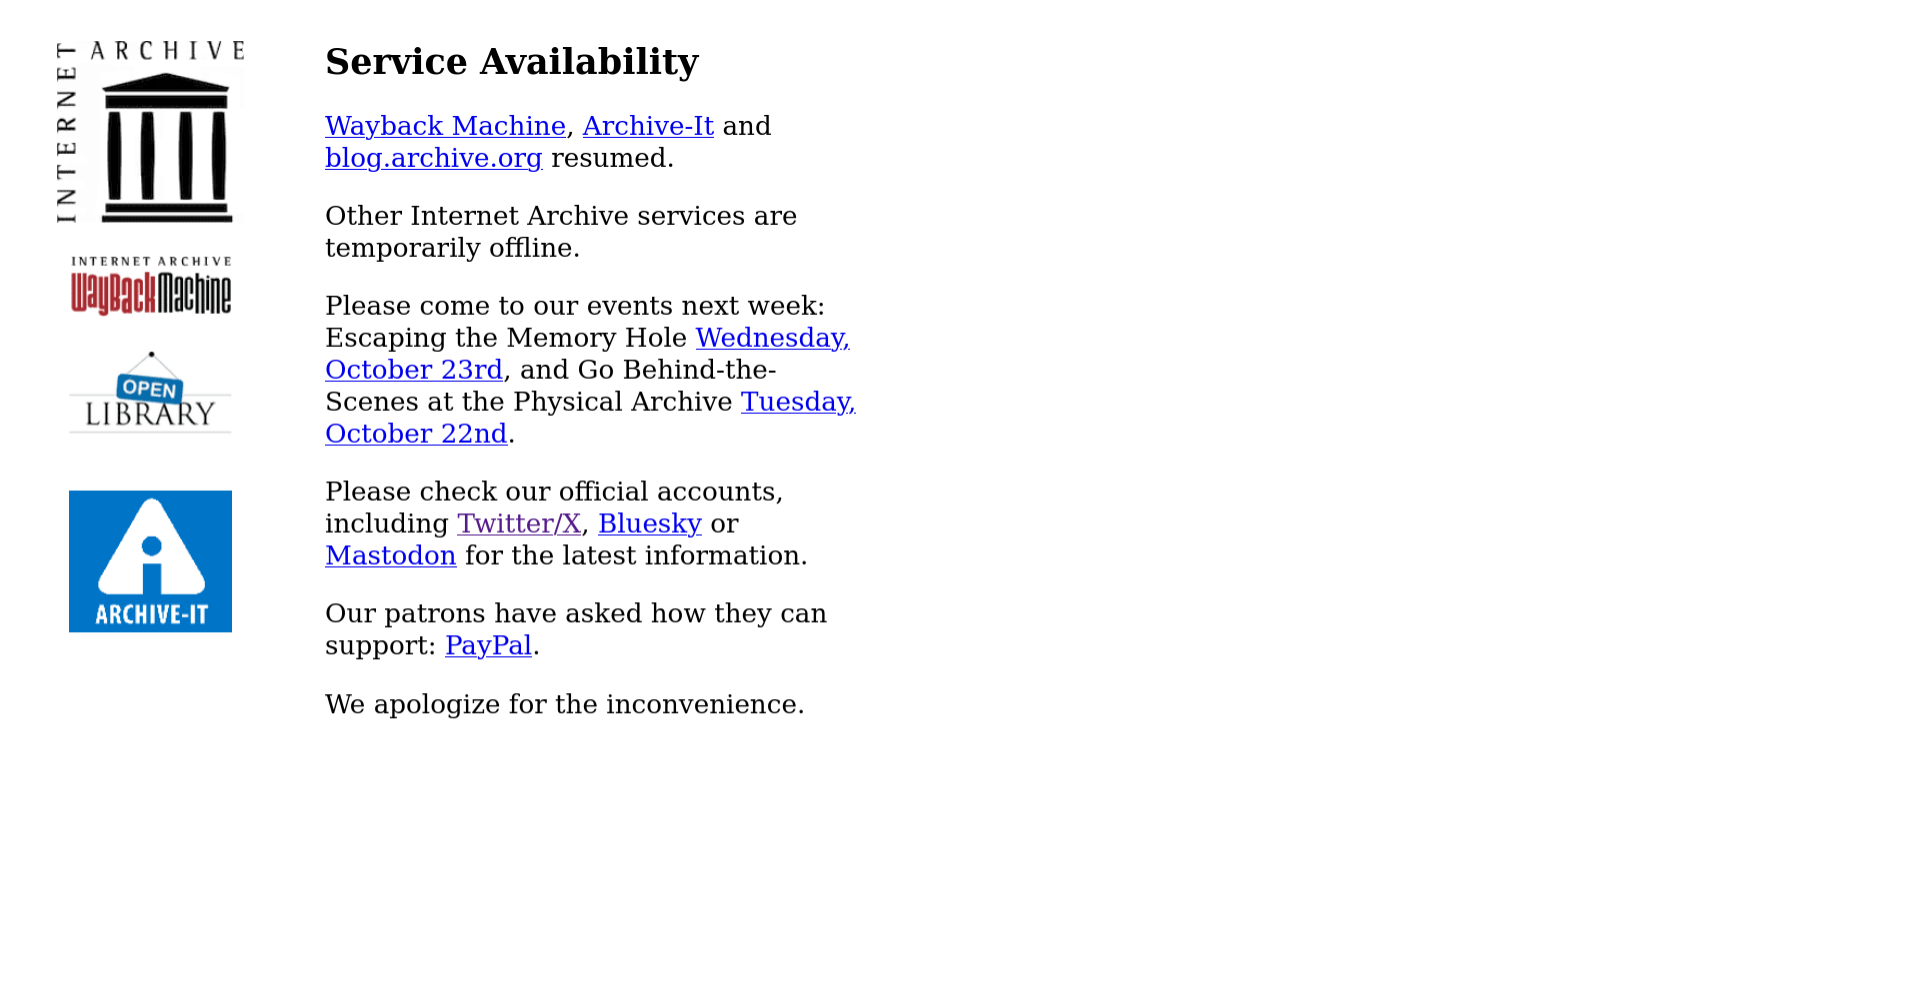 INTERNET
ARCHIVE
INTERNET ARCHIVE
WayBackMachine
OPEN
LIBRARY
ARCHIVE-IT
Service Availability
Wayback Machine, Archive-It and
blog.archive.org resumed.
Other Internet Archive services are
temporarily offline.
Please come to our events next week:
Escaping the Memory Hole Wednesday,
October 23rd, and Go Behind-the-
Scenes at the Physical Archive Tuesday,
October 22nd.
Please check our official accounts,
including Twitter/X, Bluesky or
Mastodon for the latest information.
Our patrons have asked how they can
support: PayPal.
We apologize for the inconvenience.